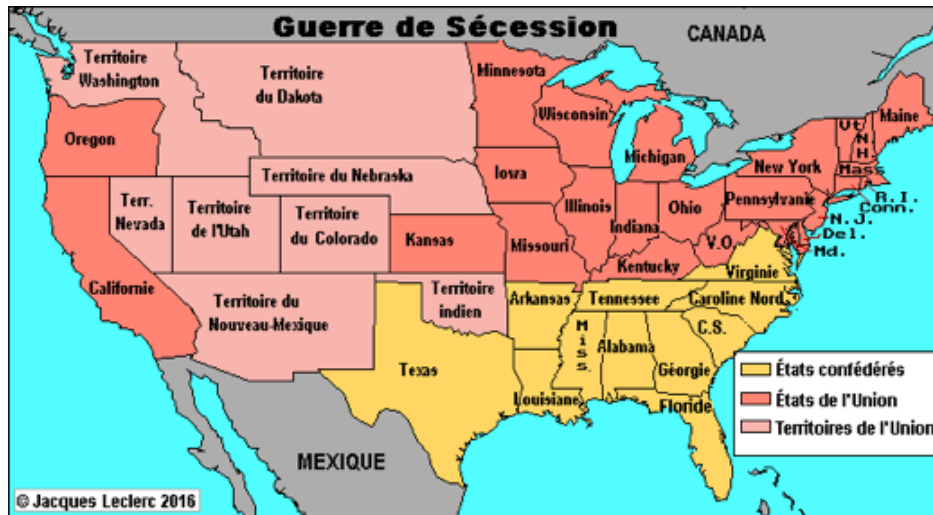 Guerre de Sécession
CANADA
Territoire
Washington
Territoire
du Dakota
Minnesota
Oregon
Wisconsin
Michigan
Vt
N.
H.
Maine
New York
Mass
R.I.
Conn.
Territoire du Nebraska
Iowa
Terr.
Nevada
Territoire
de l'Utah
Territoire
du Colorado
Kansas
Missouri
Illinois
Indiana
Ohio
Pennsylvanie
N.J.
Del.
Md.
V.O.
Virginie
Kentucky
Californie
Territoire du
Nouveau-Mexique
Territoire
indien
Arkansas
Tennessee
Caroline Nord
C.S.
Miss.
Alabama
Géorgie
Texas
Louisiane
Floride
États confédérés
États de l'Union
Territoires de l'Union
MEXIQUE
© Jacques Leclerc 2016